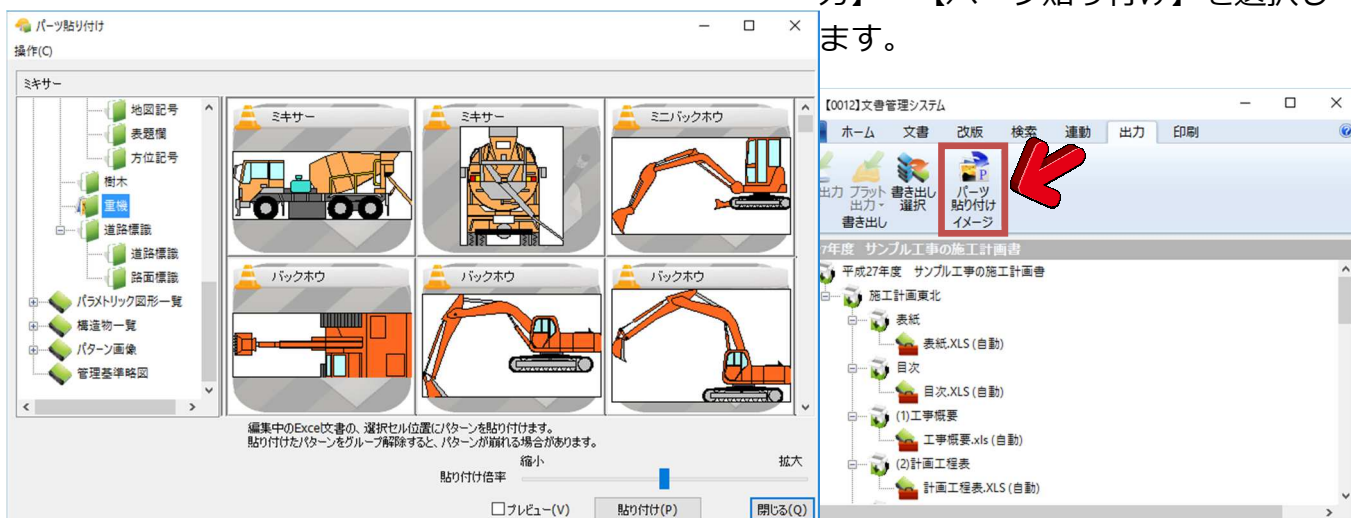 力】→【パーツ貼り付け】を選択し
ます。
パーツ貼り付け
操作(C)
ミキサー
地図記号
表題欄
方位記号
樹木
重機
道路標識
道路標識
路面標識
パラメトリック図形一覧
構造物一覧
パターン画像
管理基準略図
ミキサー
ミキサー
ミニバックホウ
バックホウ
バックホウ
バックホウ
編集中のExcel文書の、選択セル位置にパターンを貼り付けます。
貼り付けたパターンをグループ解除すると、パターンが崩れる場合があります。
縮小
拡大
貼り付け倍率
プレビュー(V)
貼り付け(P)
閉じる(Q)
【0012】文書管理システム
ホーム 文書 改版 検索 連動 出力 印刷
出力
フラット出力
書き出し選択
パーツ貼り付け
書き出し
イメージ
7年度 サンプル工事の施工計画書
平成27年度 サンプル工事の施工計画書
施工計画東北
表紙
表紙.XLS (自動)
目次
目次.XLS (自動)
(1)工事概要
工事概要.xls (自動)
(2)計画工程表
計画工程表.XLS (自動)